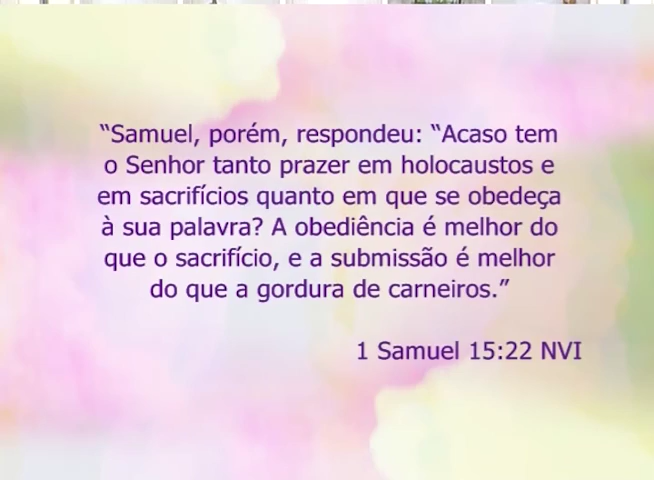 “Samuel, porém, respondeu: “Acaso tem
o Senhor tanto prazer em holocaustos e
em sacrifícios quanto em que se obedeça
à sua palavra? A obediência é melhor do
que o sacrifício, e a submissão é melhor
do que a gordura de carneiros.”
1 Samuel 15:22 NVI